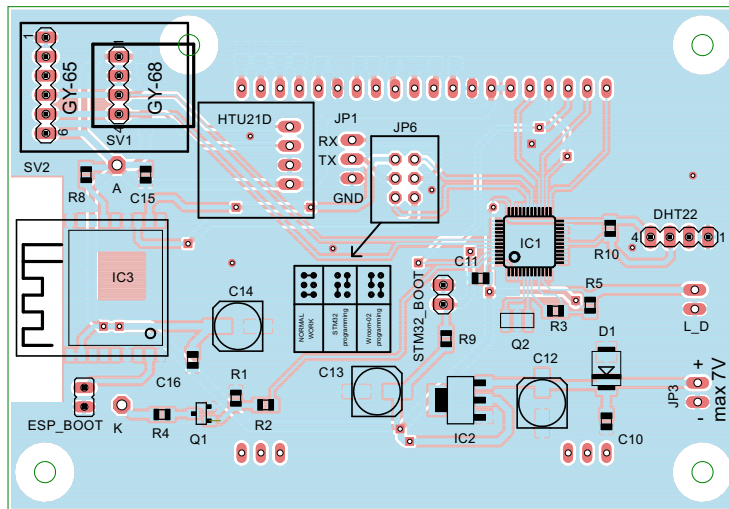 1
GY-65
6
SV2
1
GY-68
4
SV1
HTU21D
JP1
RX
TX
GND
JP6
R8
A
C15
IC1
C11
R10
DHT22
4
1
IC3
C14
NORMAL
WORK
STM32
programming
Wroom-02
programming
STM32_BOOT
R9
Q2
R3
R5
L_D
D1
C16
R1
C13
C12
+
JP3
-
max 7V
ESP_BOOT
K
R4
Q1
R2
IC2
C10